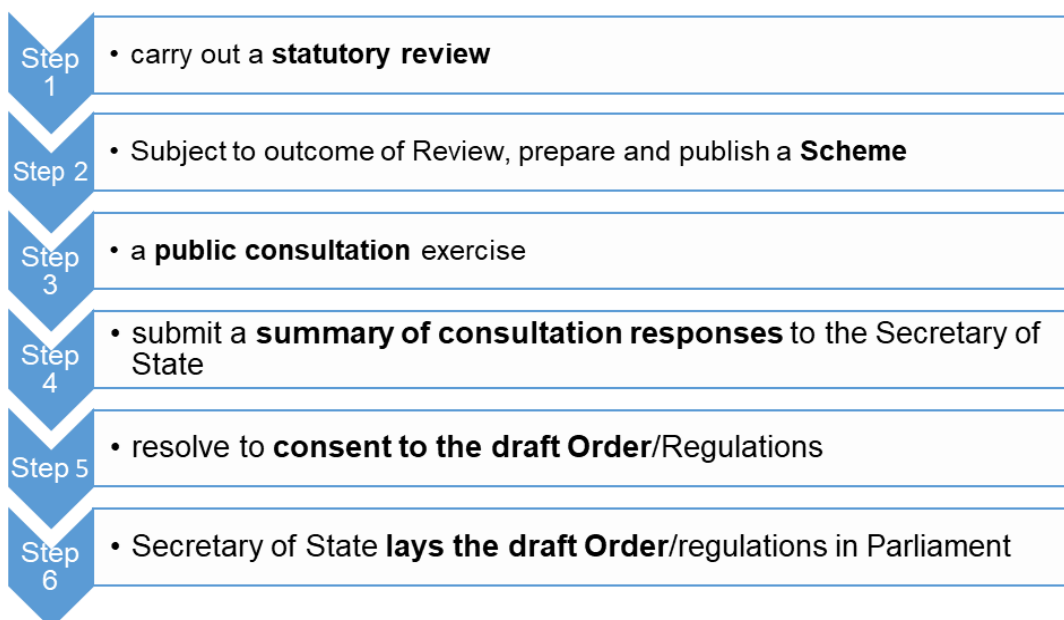 Step
1
• carry out a statutory review
Step 2
• Subject to outcome of Review, prepare and publish a Scheme
Step
3
• a public consultation exercise
Step
4
• submit a summary of consultation responses to the Secretary of
State
Step 5
• resolve to consent to the draft Order/Regulations
Step
6
• Secretary of State lays the draft Order/regulations in Parliament